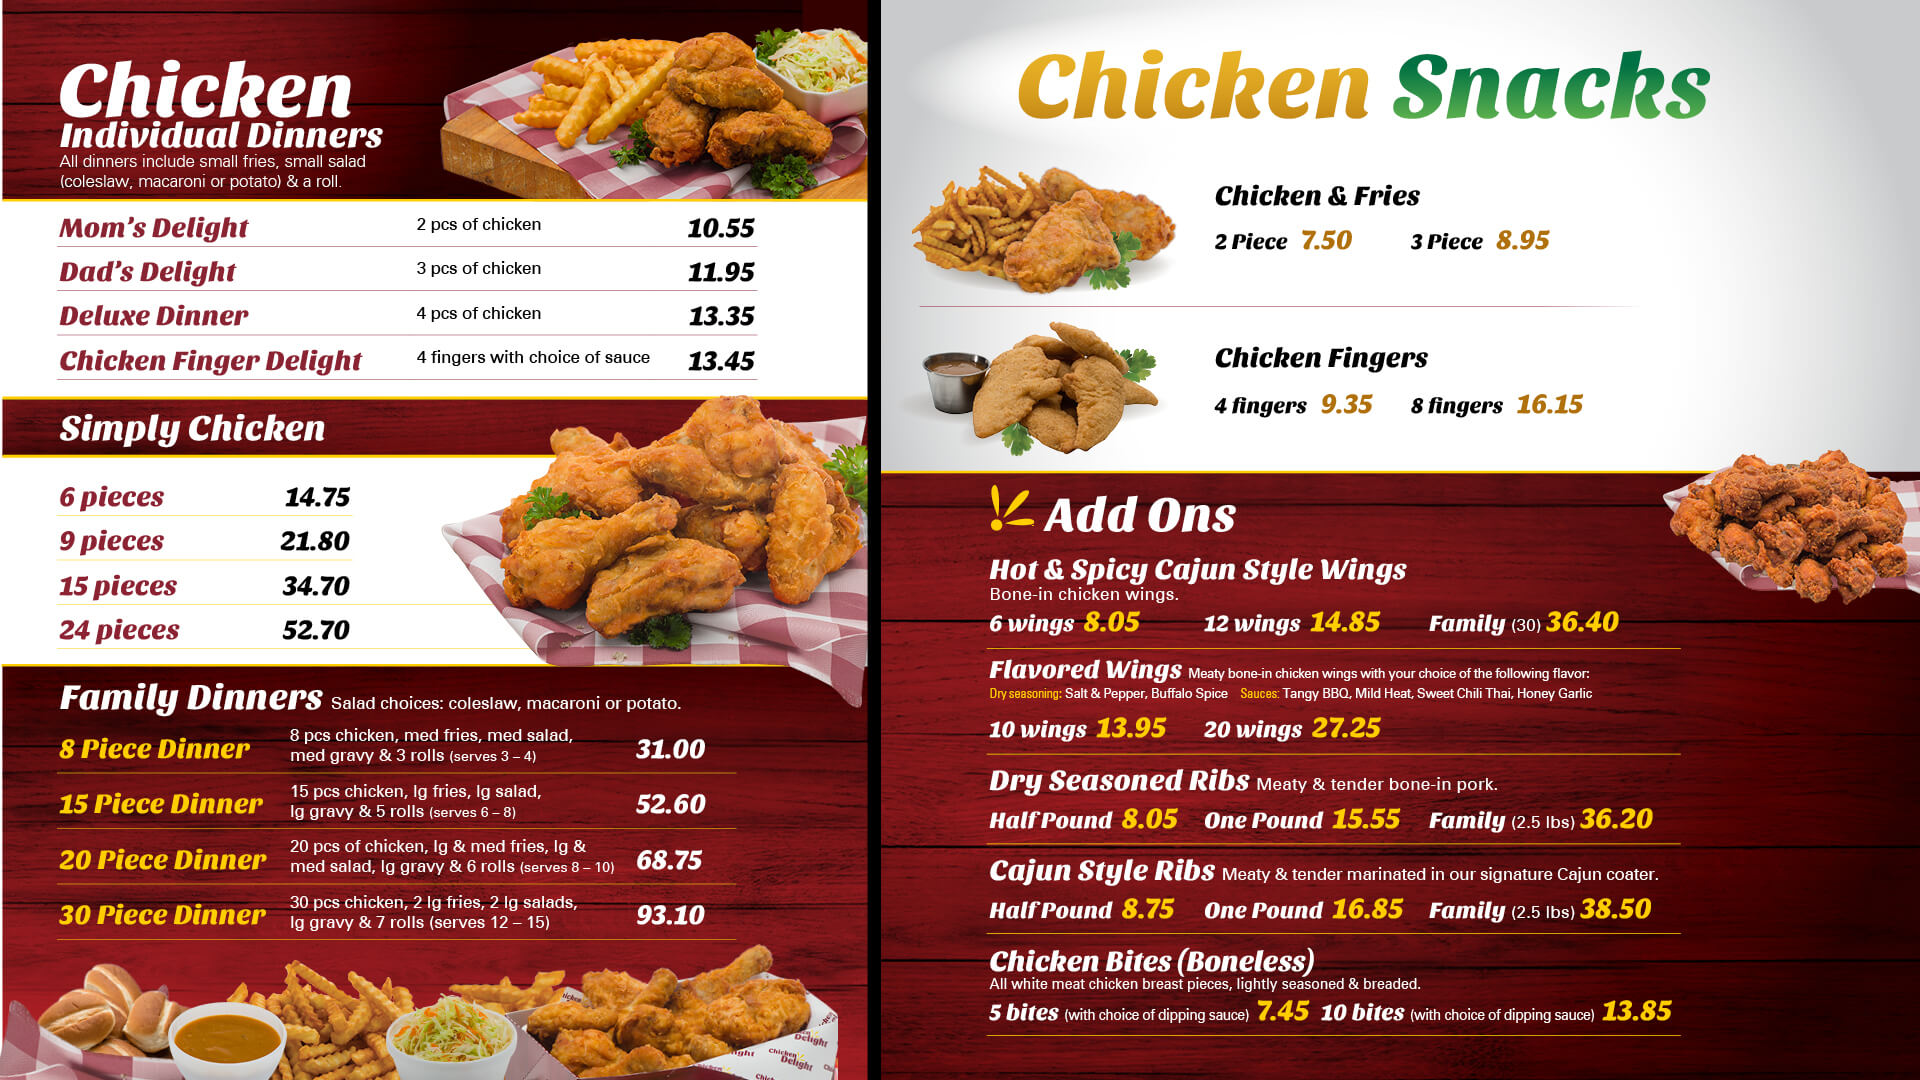 Chicken
Individual Dinners
All dinners include small fries, small salad
(coleslaw, macaroni or potato) & a roll.
Mom's Delight 2 pcs of chicken 10.55
Dad's Delight 3 pcs of chicken 11.95
Deluxe Dinner 4 pcs of chicken 13.35
Chicken Finger Delight 4 fingers with choice of sauce 13.45
Simply Chicken
6 pieces 14.75
9 pieces 21.80
15 pieces 34.70
24 pieces 52.70
Family Dinners Salad choices: coleslaw, macaroni or potato.
8 Piece Dinner 8 pcs chicken, med fries, med salad,
med gravy & 3 rolls (serves 3 – 4) 31.00
15 Piece Dinner 15 pcs chicken, lg fries, lg salad,
lg gravy & 5 rolls (serves 6 – 8) 52.60
20 Piece Dinner 20 pcs of chicken, lg & med fries, lg &
med salad, lg gravy & 6 rolls (serves 8 – 10) 68.75
30 Piece Dinner 30 pcs chicken, 2 lg fries, 2 lg salads,
lg gravy & 7 rolls (serves 12 – 15) 93.10
Chicken
Delight
Chicken Snacks
Chicken & Fries
2 Piece 7.50 3 Piece 8.95
Chicken Fingers
4 fingers 9.35 8 fingers 16.15
Add Ons
Hot & Spicy Cajun Style Wings
Bone-in chicken wings.
6 wings 8.05 12 wings 14.85 Family (30) 36.40
Flavored Wings Meaty bone-in chicken wings with your choice of the following flavor:
Dry seasoning: Salt & Pepper, Buffalo Spice Sauces: Tangy BBQ, Mild Heat, Sweet Chili Thai, Honey Garlic
10 wings 13.95 20 wings 27.25
Dry Seasoned Ribs Meaty & tender bone-in pork.
Half Pound 8.05 One Pound 15.55 Family (2.5 lbs) 36.20
Cajun Style Ribs Meaty & tender marinated in our signature Cajun coater.
Half Pound 8.75 One Pound 16.85 Family (2.5 lbs) 38.50
Chicken Bites (Boneless)
All white meat chicken breast pieces, lightly seasoned & breaded.
5 bites (with choice of dipping sauce) 7.45 10 bites (with choice of dipping sauce) 13.85